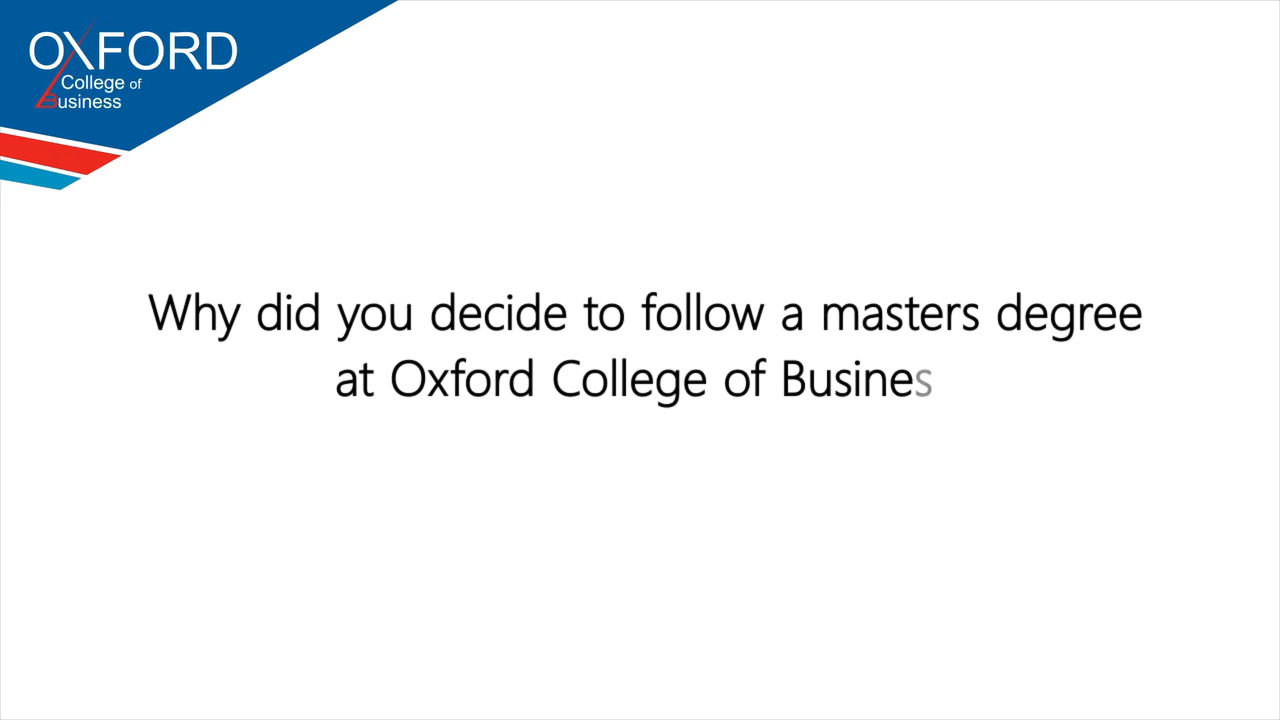 OXFORD
College of
Business
Why did you decide to follow a masters degree
at Oxford College of Busines